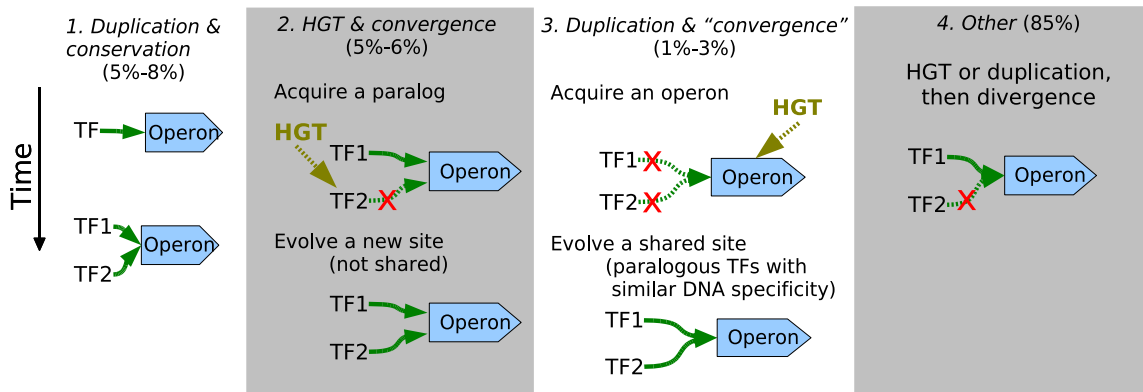 1. Duplication &
conservation
(5%-8%)
Time
TF
Operon
TF1
TF2
Operon
2. HGT & convergence
(5%-6%)
Acquire a paralog
HGT
TF1
TF2
X
Operon
Evolve a new site
(not shared)
TF1
TF2
Operon
3. Duplication & “convergence”
(1%-3%)
Acquire an operon
HGT
TF1
X
TF2
X
Operon
Evolve a shared site
(paralogous TFs with
similar DNA specificity)
TF1
TF2
Operon
4. Other (85%)
HGT or duplication,
then divergence
TF1
TF2
X
Operon